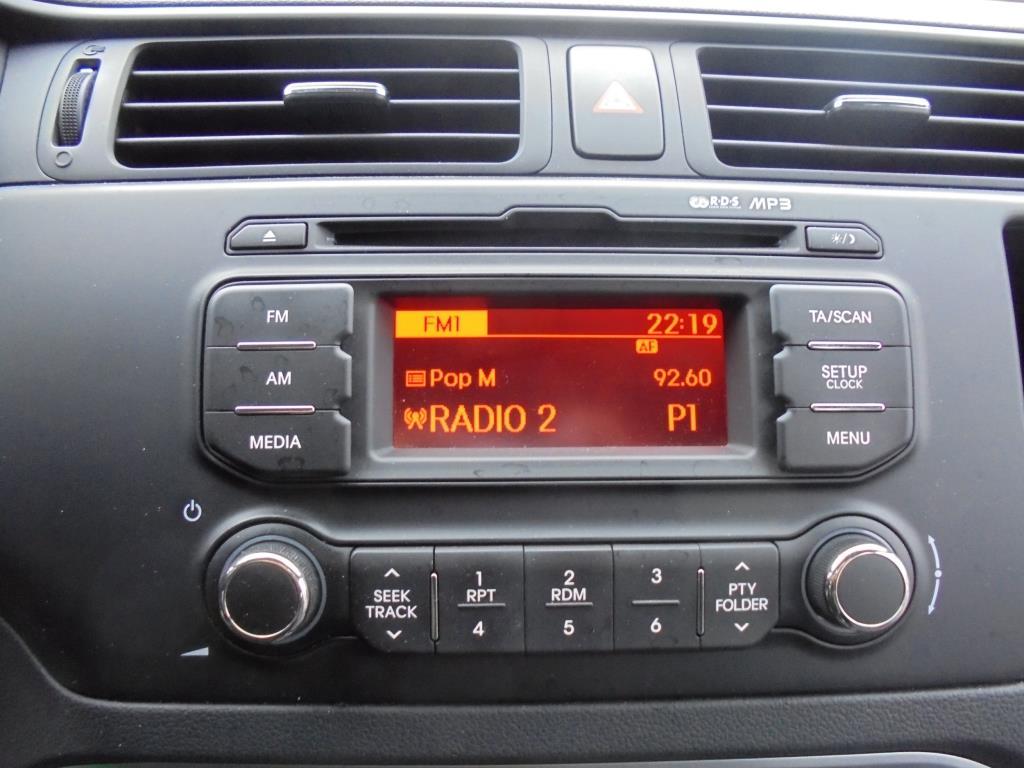 R·D·S MP3
FM1 22:19
AF
Pop M 92.60
RADIO 2 P1
FM
AM
MEDIA
TA/SCAN
SETUP
CLOCK
MENU
SEEK
TRACK
1
RPT
4
2
RDM
5
3
6
PTY
FOLDER